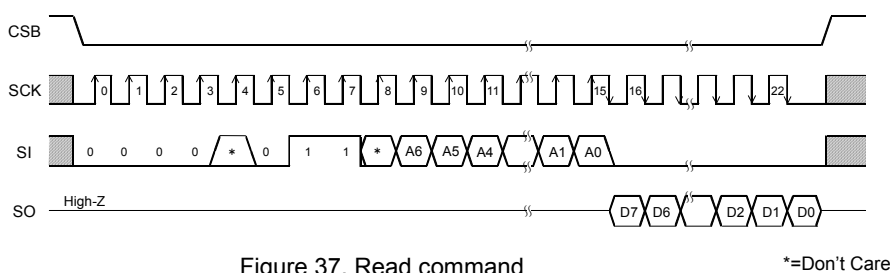 CSB
SCK 0 1 2 3 4 5 6 7 8 9 10 11 15 16 22
SI 0 0 0 0 * 0 1 1 * A6 A5 A4 A1 A0
SO High-Z D7 D6 D2 D1 D0
Figure 37. Read command
*=Don't Care